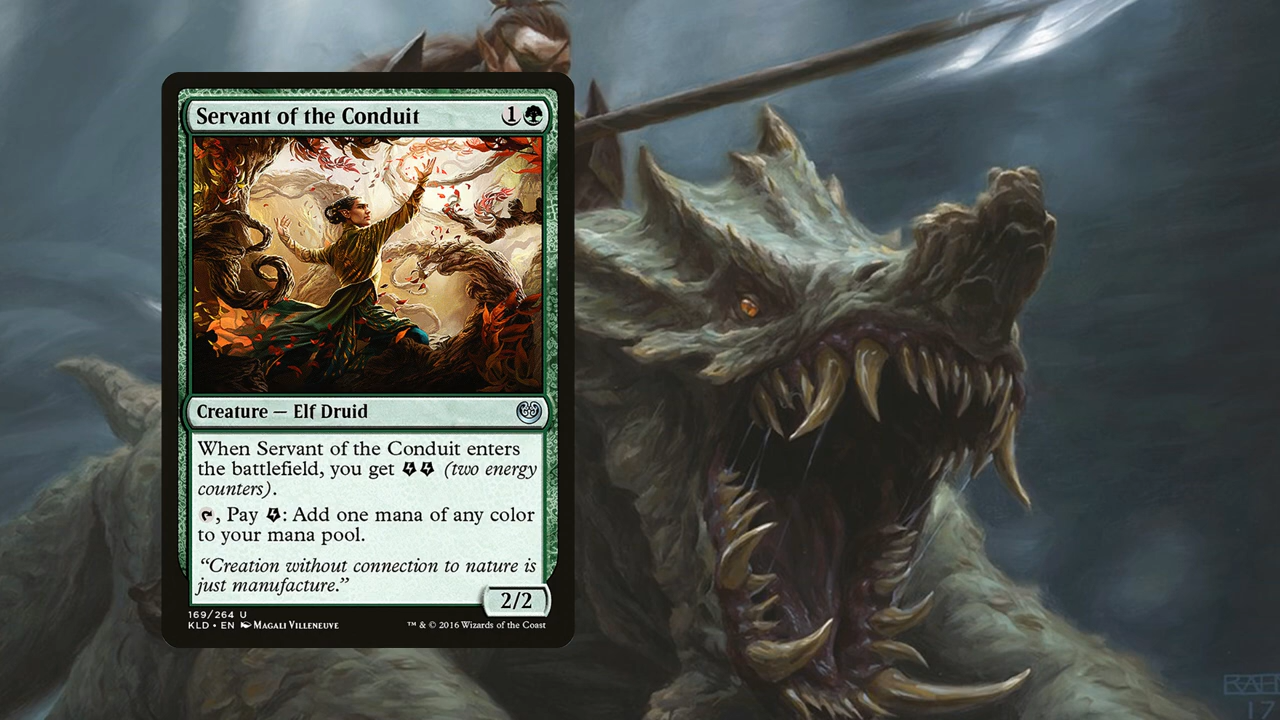 Servant of the Conduit 1
Creature — Elf Druid
When Servant of the Conduit enters
the battlefield, you get (two energy
counters).
, Pay : Add one mana of any color
to your mana pool.
“Creation without connection to nature is
just manufacture.”
2/2
169/264 U
KLD • EN Magali Villeneuve
™ & © 2016 Wizards of the Coast
17